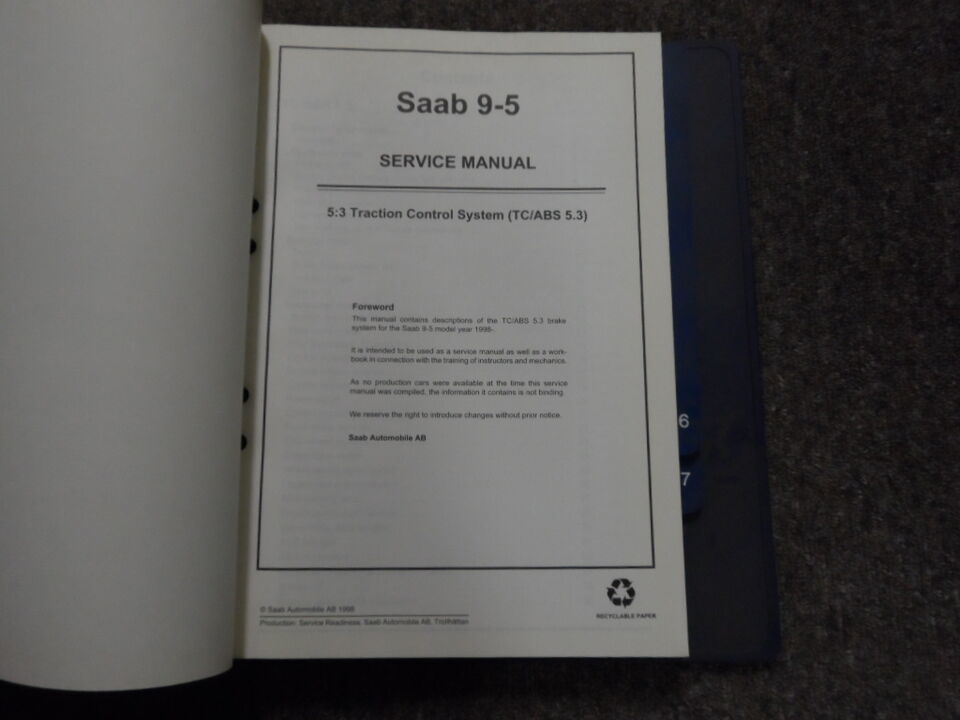 Saab 9-5
SERVICE MANUAL
5:3 Traction Control System (TC/ABS 5.3)
Foreword
This manual contains descriptions of the TC/ABS 5.3 brake
system for the Saab 9-5 model year 1998-.
It is intended to be used as a service manual as well as a work-
book in connection with the training of instructors and mechanics.
As no production cars were available at the time this service
manual was compiled, the information it contains is not binding.
We reserve the right to introduce changes without prior notice.
Saab Automobile AB
6
7
© Saab Automobile AB 1998
Production: Service Readiness, Saab Automobile AB, Trollhättan
RECYCLABLE PAPER